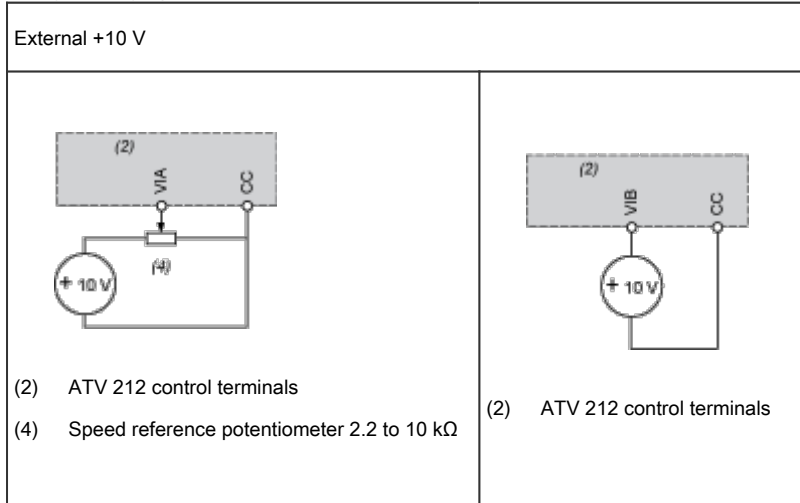 External +10 V
(2)
VIA
CC
(4)
+ 10 V
(2) ATV 212 control terminals
(4) Speed reference potentiometer 2.2 to 10 kΩ
(2)
VIB
CC
+ 10 V
(2) ATV 212 control terminals